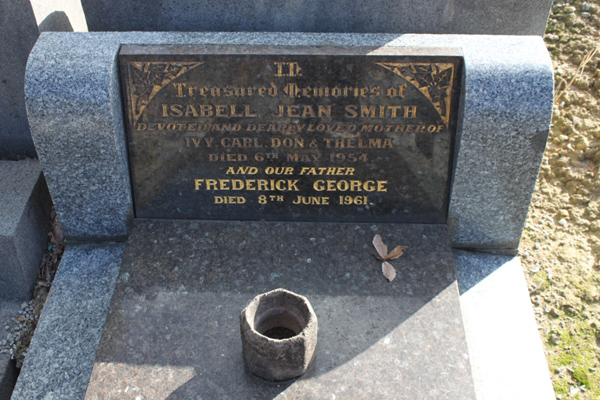 In
Treasured Memories of
ISABELL JEAN SMITH
DEVOTED AND DEARLY LOVED MOTHER OF
IVY, CARL, DON & THELMA
DIED 6TH MAY 1954
AND OUR FATHER
FREDERICK GEORGE
DIED 8TH JUNE 1961.